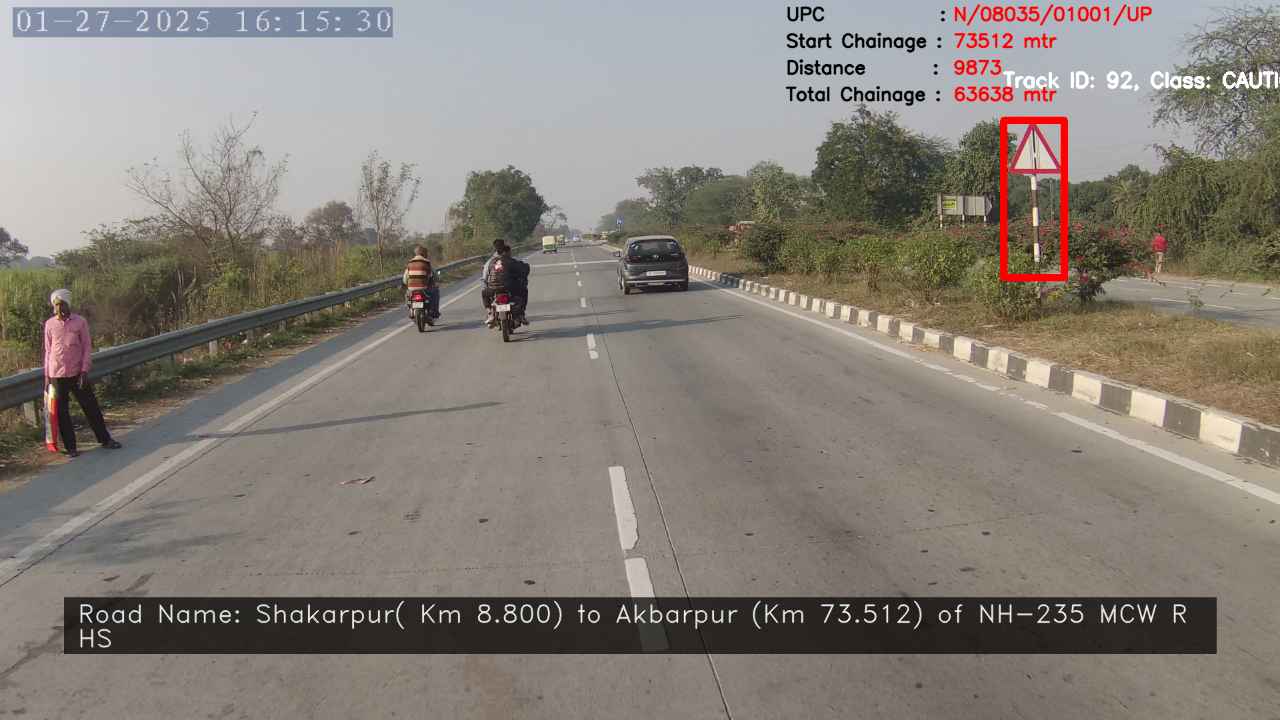 01-27-2025 16:15:30
UPC : N/08035/01001/UP
Start Chainage : 73512 mtr
Distance : 9873
Total Chainage : 63638 mtr
Track ID: 92, Class: CAUTI
Road Name: Shakarpur( Km 8.800) to Akbarpur (Km 73.512) of NH-235 MCW R
HS